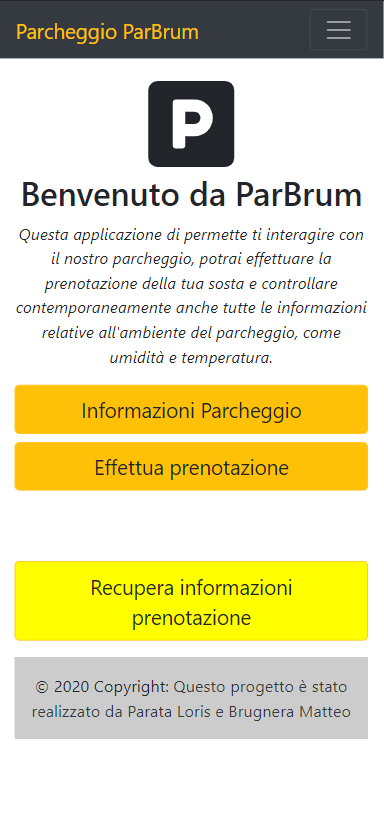 Parcheggio ParBrum
P
Benvenuto da ParBrum
Questa applicazione di permette ti interagire con
il nostro parcheggio, potrai effettuare la
prenotazione della tua sosta e controllare
contemporaneamente anche tutte le informazioni
relative all'ambiente del parcheggio, come
umidità e temperatura.
Informazioni Parcheggio
Effettua prenotazione
Recupera informazioni
prenotazione
© 2020 Copyright: Questo progetto è stato
realizzato da Parata Loris e Brugnera Matteo